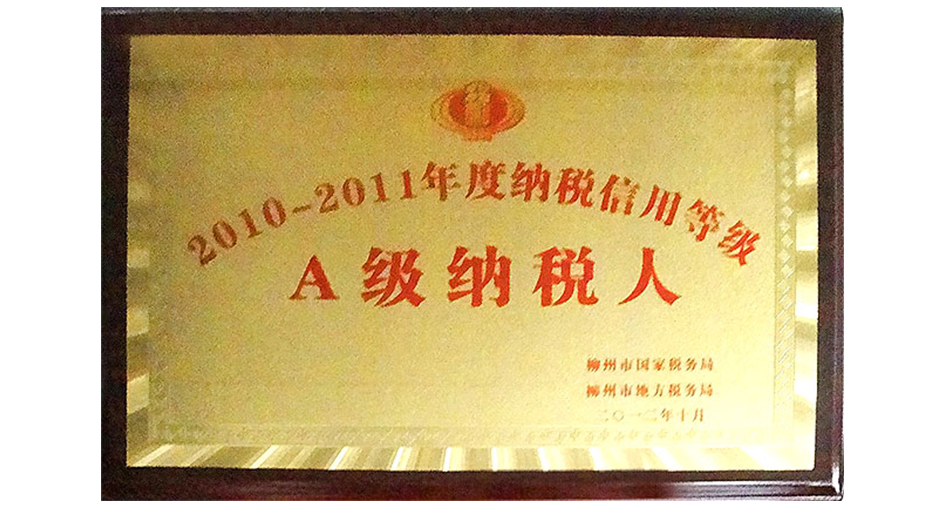 2010-2011年度纳税信用等级
A级纳税人
柳州市国家税务局
柳州市地方税务局
二〇一二年十月